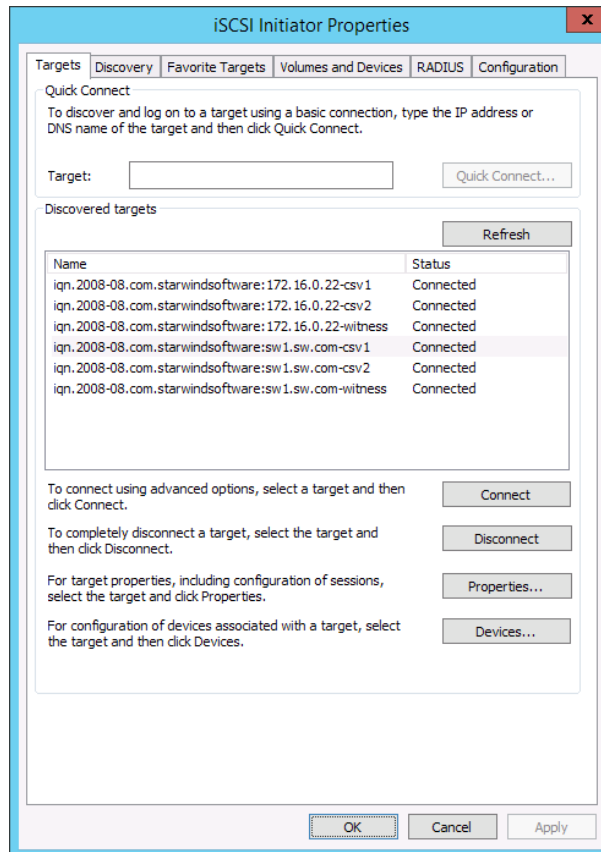 iSCSI Initiator Properties
x
Targets Discovery Favorite Targets Volumes and Devices RADIUS Configuration
Quick Connect
To discover and log on to a target using a basic connection, type the IP address or
DNS name of the target and then click Quick Connect.
Target:
Quick Connect...
Discovered targets
Refresh
Name Status
iqn.2008-08.com.starwindsoftware:172.16.0.22-csv1 Connected
iqn.2008-08.com.starwindsoftware:172.16.0.22-csv2 Connected
iqn.2008-08.com.starwindsoftware:172.16.0.22-witness Connected
iqn.2008-08.com.starwindsoftware:sw1.sw.com-csv1 Connected
iqn.2008-08.com.starwindsoftware:sw1.sw.com-csv2 Connected
iqn.2008-08.com.starwindsoftware:sw1.sw.com-witness Connected
To connect using advanced options, select a target and then
click Connect.
Connect
To completely disconnect a target, select the target and
then click Disconnect.
Disconnect
For target properties, including configuration of sessions,
select the target and click Properties.
Properties...
For configuration of devices associated with a target, select
the target and then click Devices.
Devices...
OK Cancel Apply